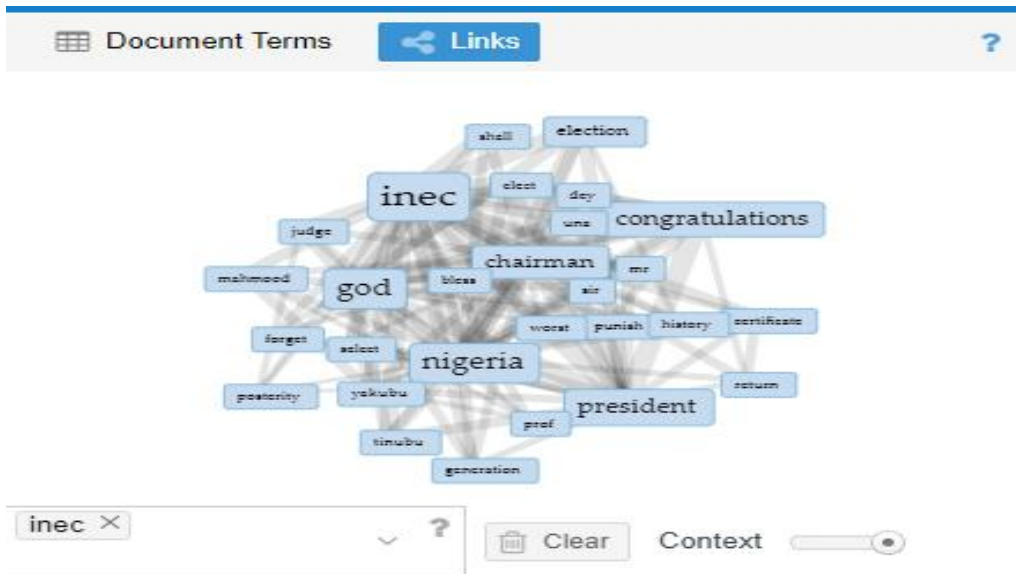 Document Terms
Links
?
shell
election
inec
elect
dey
una
congratulations
judge
chairman
mr
mahmood
god
bless
sir
worst
punish
history
certificate
forget
select
nigeria
return
posterity
yakubu
president
prof
tinubu
generation
inec ×
?
Clear
Context